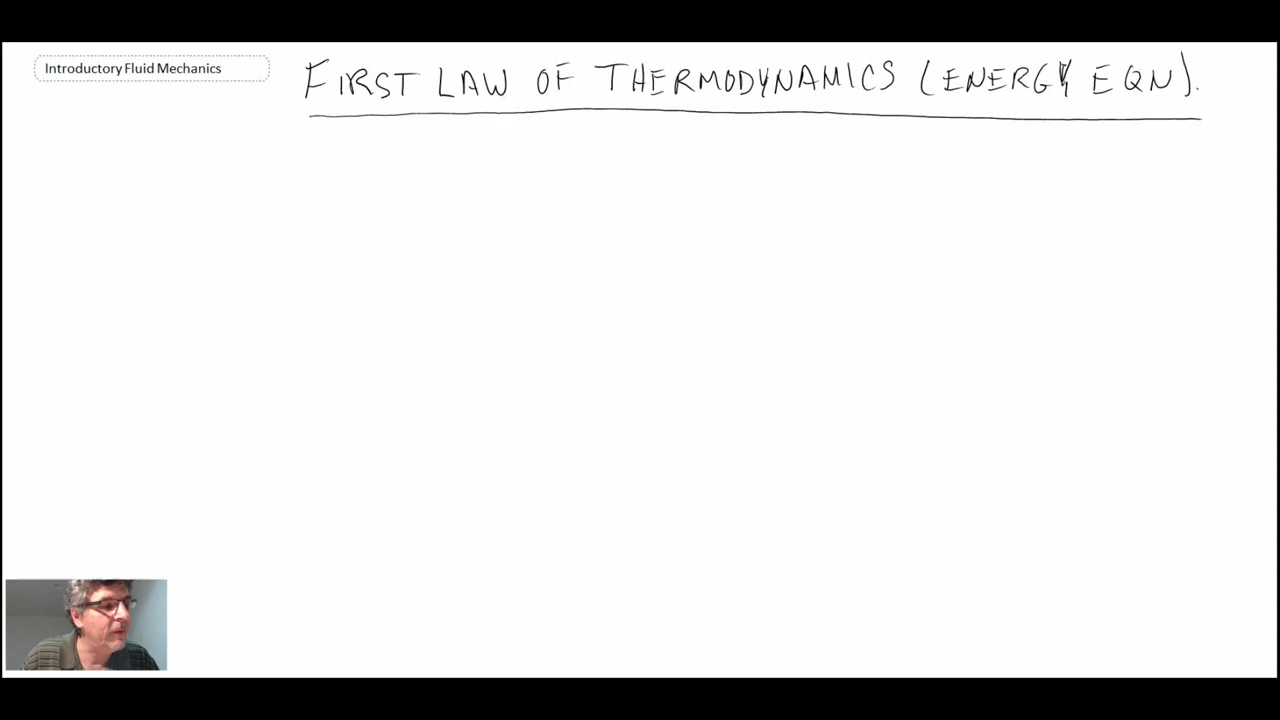 Introductory Fluid Mechanics
FIRST LAW OF THERMODYNAMICS (ENERGY EQN).